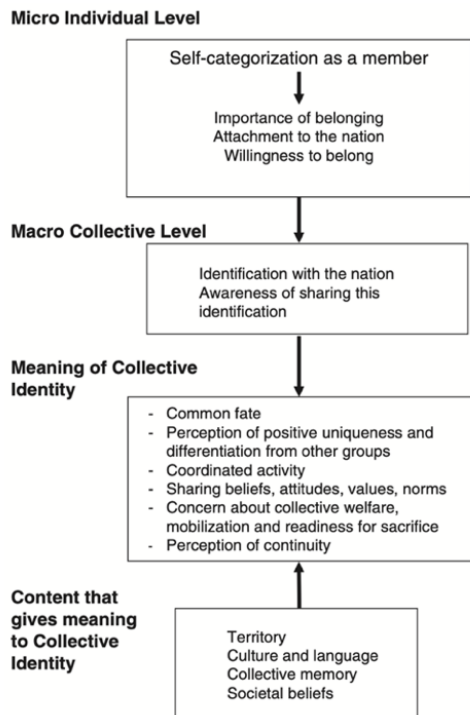 Micro Individual Level
Self-categorization as a member
Importance of belonging
Attachment to the nation
Willingness to belong
Macro Collective Level
Identification with the nation
Awareness of sharing this
identification
Meaning of Collective
Identity
- Common fate
- Perception of positive uniqueness and
differentiation from other groups
- Coordinated activity
- Sharing beliefs, attitudes, values, norms
- Concern about collective welfare,
mobilization and readiness for sacrifice
- Perception of continuity
Content that
gives meaning
to Collective
Identity
Territory
Culture and language
Collective memory
Societal beliefs